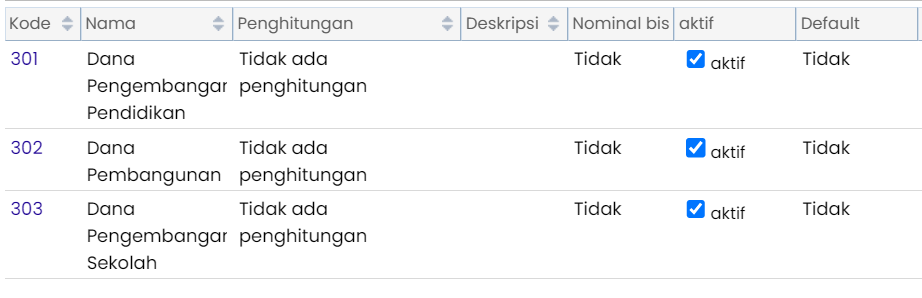 Kode Nama Penghitungan Deskripsi Nominal bis aktif Default
301 Dana Tidak ada Tidak aktif Tidak
Pengembangar penghitungan
Pendidikan
302 Dana Tidak ada Tidak aktif Tidak
Pembangunan penghitungan
303 Dana Tidak ada Tidak aktif Tidak
Pengembangar penghitungan
Sekolah